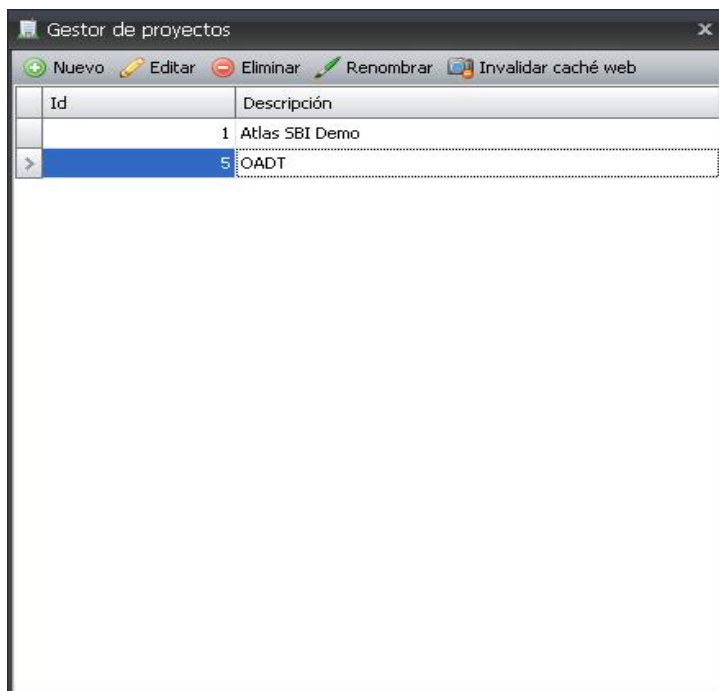 Gestor de proyectos
Nuevo Editar Eliminar Renombrar Invalidar caché web
Id Descripción
1 Atlas SBI Demo
5 OADT